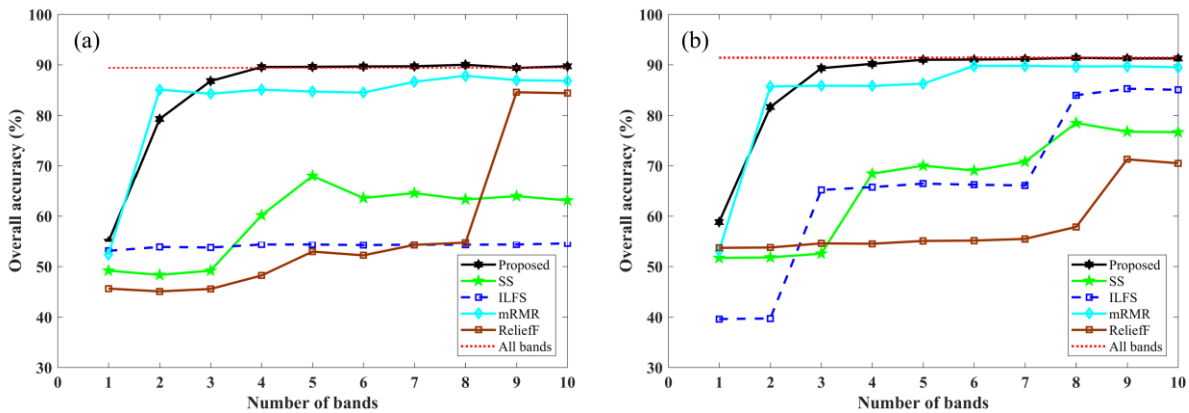 (a)
Overall accuracy (%)
100
90
80
70
60
50
40
30
0 1 2 3 4 5 6 7 8 9 10
Number of bands
Proposed
SS
ILFS
mRMR
ReliefF
All bands
(b)
Overall accuracy (%)
100
90
80
70
60
50
40
30
0 1 2 3 4 5 6 7 8 9 10
Number of bands
Proposed
SS
ILFS
mRMR
ReliefF
All bands